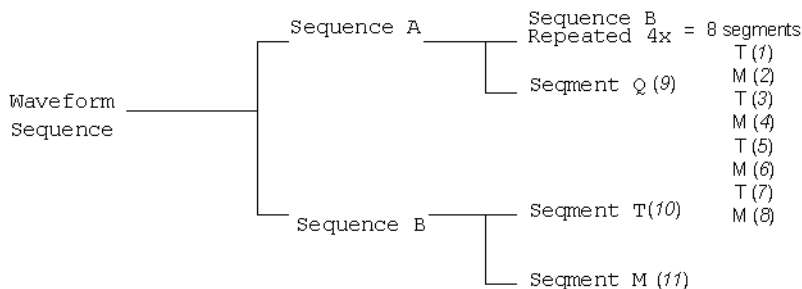 Sequence A
Sequence B
Repeated 4x = 8 segments
T (1)
M (2)
T (3)
M (4)
T (5)
M (6)
T (7)
M (8)
Seqment Q (9)
Waveform
Sequence
Sequence B
Seqment T(10)
Seqment M (11)